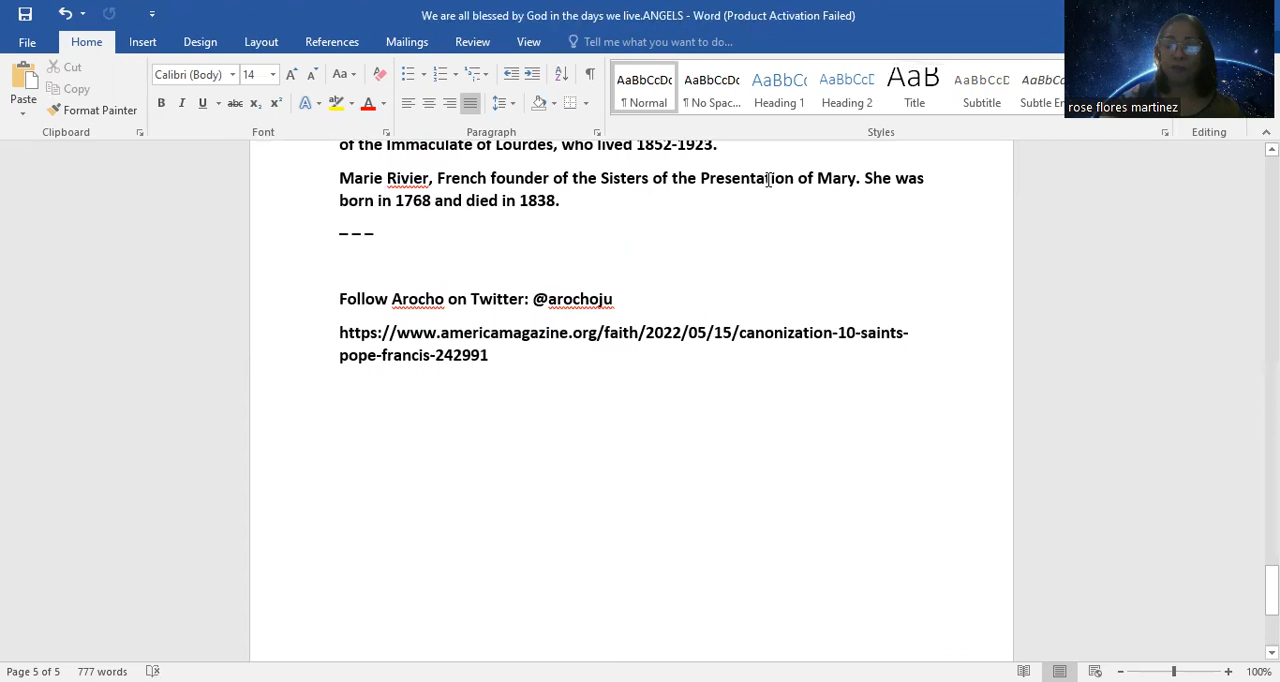 We are all blessed by God in the days we live.ANGELS - Word (Product Activation Failed)
File Home Insert Design Layout References Mailings Review View Tell me what you want to do...
rose flores martinez
Cut
Copy
Format Painter
Paste
Clipboard
Calibri (Body) 14
Font
Paragraph
AaBbCcDc AaBbCcDc AaBbC( AaBbCcE AaB AaBbCcD AaBbCcDc
¶ Normal ¶ No Spac... Heading Heading 2 Title Subtitle Subtle Em
Styles
Editing
of the Immaculate of Lourdes, who lived 1852-1923.
Marie Rivier, French founder of the Sisters of the Presentation of Mary. She was
born in 1768 and died in 1838.
– – –
Follow Arocho on Twitter: @arochoju
https://www.americamagazine.org/faith/2022/05/15/canonization-10-saints-
pope-francis-242991
Page 5 of 5 777 words
100%